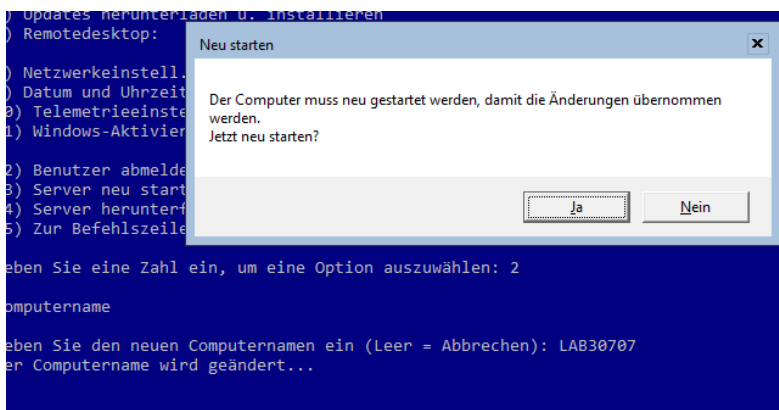 ) Updates herunterladen u. installieren
) Remotedesktop:
Neu starten
x
) Netzwerkeinstell.
) Datum und Uhrzeit
0) Telemetrieeinste
1) Windows-Aktivier
Der Computer muss neu gestartet werden, damit die Änderungen übernommen
werden.
Jetzt neu starten?
2) Benutzer abmelde
3) Server neu start
4) Server herunterf
5) Zur Befehlszeile
Ja
Nein
eben Sie eine Zahl ein, um eine Option auszuwählen: 2
omputername
eben Sie den neuen Computernamen ein (Leer = Abbrechen): LAB30707
er Computername wird geändert...